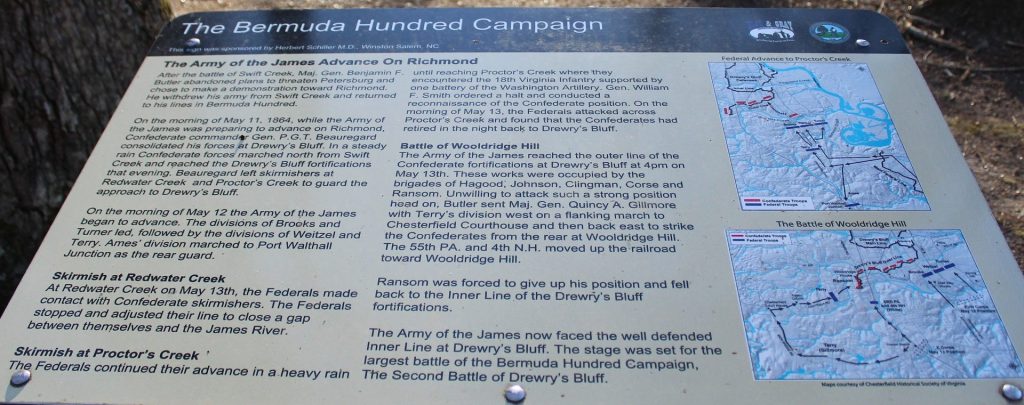 The Bermuda Hundred Campaign
This sign was sponsored by Herbert Schiller M.D., Winston Salem, NC
The Army of the James Advance On Richmond
After the battle of Swift Creek, Maj. Gen. Benjamin F.
Butler abandoned plans to threaten Petersburg and
chose to make a demonstration toward Richmond.
He withdrew his army from Swift Creek and returned
to his lines in Bermuda Hundred.
On the morning of May 11, 1864, while the Army of
the James was preparing to advance on Richmond,
Confederate commander Gen. P.G.T. Beauregard
consolidated his forces at Drewry's Bluff. In a steady
rain Confederate forces marched north from Swift
Creek and reached the Drewry's Bluff fortifications
that evening. Beauregard left skirmishers at
Redwater Creek and Proctor's Creek to guard the
approach to Drewry's Bluff.
On the morning of May 12 the Army of the James
began to advance. The divisions of Brooks and
Turner led, followed by the divisions of Weitzel and
Terry. Ames' division marched to Port Walthall
Junction as the rear guard.
Skirmish at Redwater Creek
At Redwater Creek on May 13th, the Federals made
contact with Confederate skirmishers. The Federals
stopped and adjusted their line to close a gap
between themselves and the James River.
Skirmish at Proctor's Creek
The Federals continued their advance in a heavy rain
until reaching Proctor's Creek where they
encountered the 18th Virginia Infantry supported by
one battery of the Washington Artillery. Gen. William
F. Smith ordered a halt and conducted a
reconnaissance of the Confederate position. On the
morning of May 13, the Federals attacked across
Proctor's Creek and found that the Confederates had
retired in the night back to Drewry's Bluff.
Battle of Wooldridge Hill
The Army of the James reached the outer line of the
Confederate fortifications at Drewry's Bluff at 4pm on
May 13th. These works were occupied by the
brigades of Hagood, Johnson, Clingman, Corse and
Ransom. Unwilling to attack such a strong position
head on, Butler sent Maj. Gen. Quincy A. Gillmore
with Terry's division west on a flanking march to
Chesterfield Courthouse and then back east to strike
the Confederates from the rear at Wooldridge Hill.
The 55th PA. and 4th N.H. moved up the railroad
toward Wooldridge Hill.
Ransom was forced to give up his position and fell
back to the Inner Line of the Drewry's Bluff
fortifications.
The Army of the James now faced the well defended
Inner Line at Drewry's Bluff. The stage was set for the
largest battle of the Bermuda Hundred Campaign,
The Second Battle of Drewry's Bluff.
& GRAY
Federal Advance to Proctor's Creek
Confederate Troops
Federal Troops
The Battle of Wooldridge Hill
Confederate Troops
Federal Troops
Terry
Ransom
Terry
(Gillmore)
Maps courtesy of Chesterfield Historical Society of Virginia